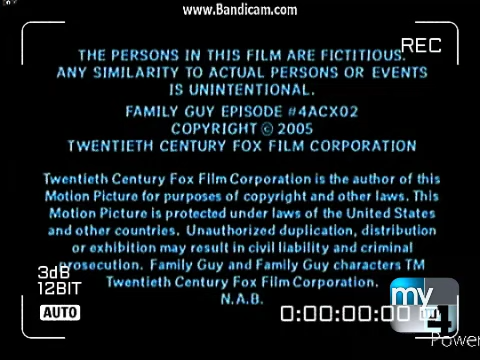 www.Bandicam.com
REC
THE PERSONS IN THIS FILM ARE FICTITIOUS.
ANY SIMILARITY TO ACTUAL PERSONS OR EVENTS
IS UNINTENTIONAL.
FAMILY GUY EPISODE #4ACX02
COPYRIGHT © 2005
TWENTIETH CENTURY FOX FILM CORPORATION
Twentieth Century Fox Film Corporation is the author of this
Motion Picture for purposes of copyright and other laws. This
Motion Picture is protected under laws of the United States
and other countries. Unauthorized duplication, distribution
or exhibition may result in civil liability and criminal
prosecution. Family Guy and Family Guy characters TM
Twentieth Century Fox Film Corporation.
N.A.B.
3dB
12BIT
AUTO
0:00:00:00
my
Power